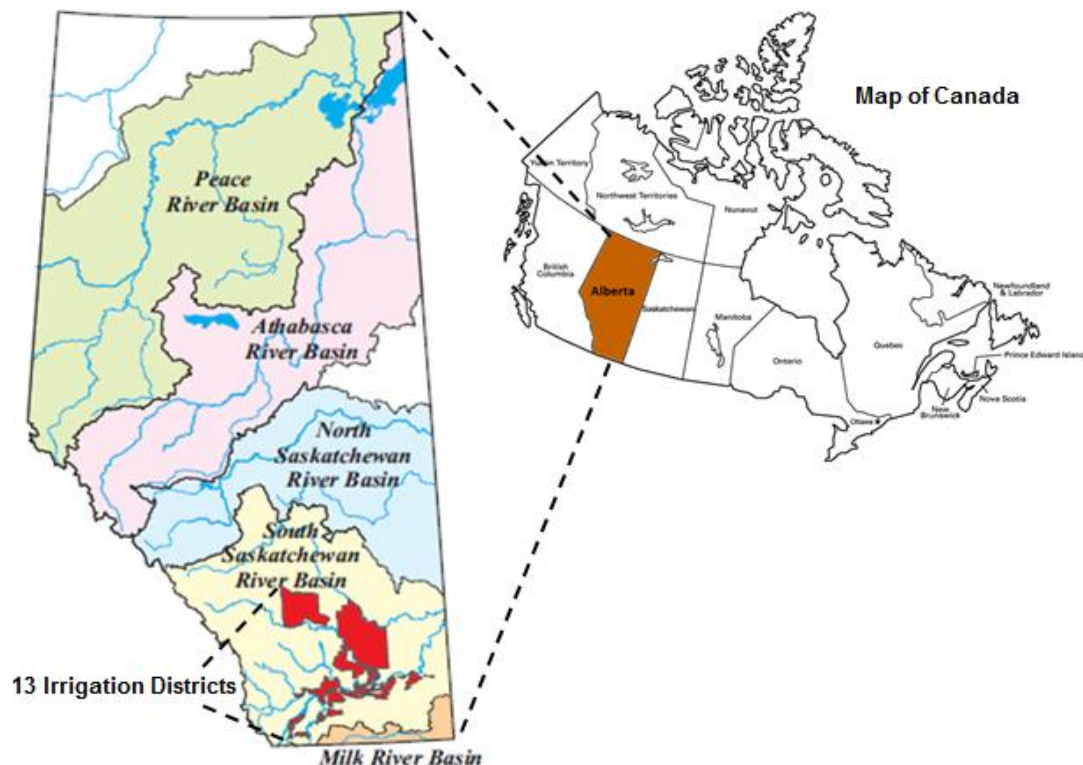 Peace
River Basin
Athabasca
River Basin
North
Saskatchewan
River Basin
South
Saskatchewan
River Basin
13 Irrigation Districts
Milk River Basin
Map of Canada
Yukon Territory
Northwest Territories
Nunavut
British
Columbia
Alberta
Saskatchewan
Manitoba
Ontario
Quebec
Newfoundland
& Labrador
Prince Edward Island
Nova Scotia
New
Brunswick
Ottawa